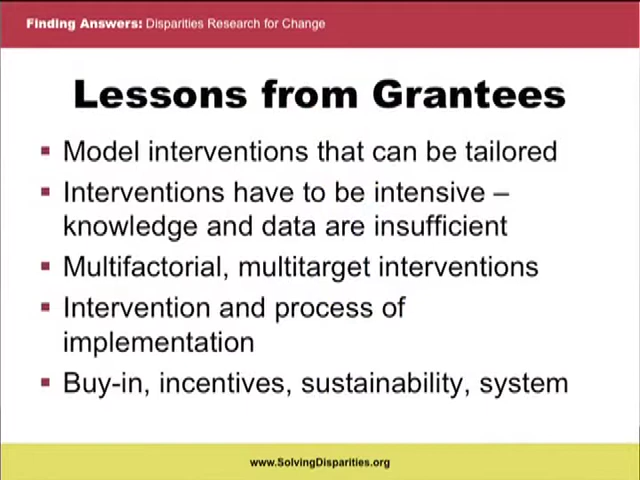 Finding Answers: Disparities Research for Change
Lessons from Grantees
▪ Model interventions that can be tailored
▪ Interventions have to be intensive –
knowledge and data are insufficient
▪ Multifactorial, multitarget interventions
▪ Intervention and process of
implementation
▪ Buy-in, incentives, sustainability, system
www.SolvingDisparities.org